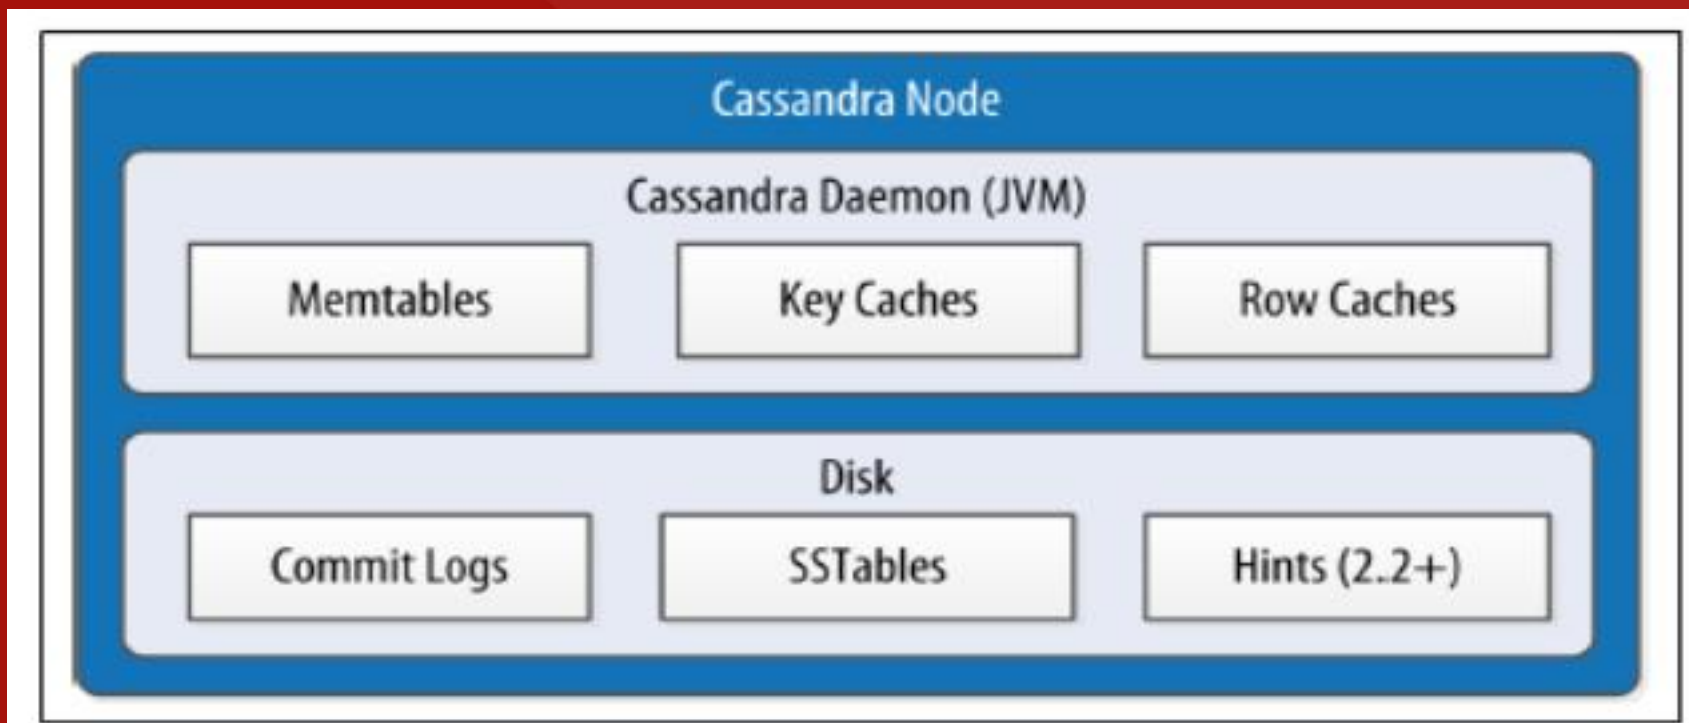 Cassandra Node
Cassandra Daemon (JVM)
Memtables
Key Caches
Row Caches
Disk
Commit Logs
SSTables
Hints (2.2+)